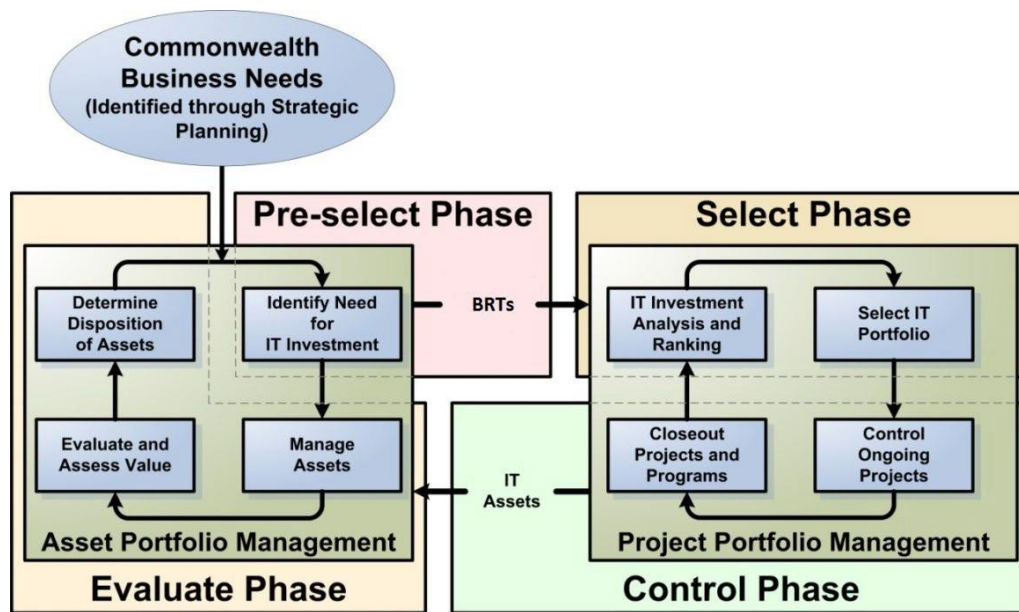 Commonwealth
Business Needs
(Identified through Strategic
Planning)
Pre-select Phase
Select Phase
Determine
Disposition
of Assets
Identify Need
for
IT Investment
BRTs
IT Investment
Analysis and
Ranking
Select IT
Portfolio
Evaluate and
Assess Value
Manage
Assets
IT
Assets
Closeout
Projects and
Programs
Control
Ongoing
Projects
Asset Portfolio Management
Project Portfolio Management
Evaluate Phase
Control Phase